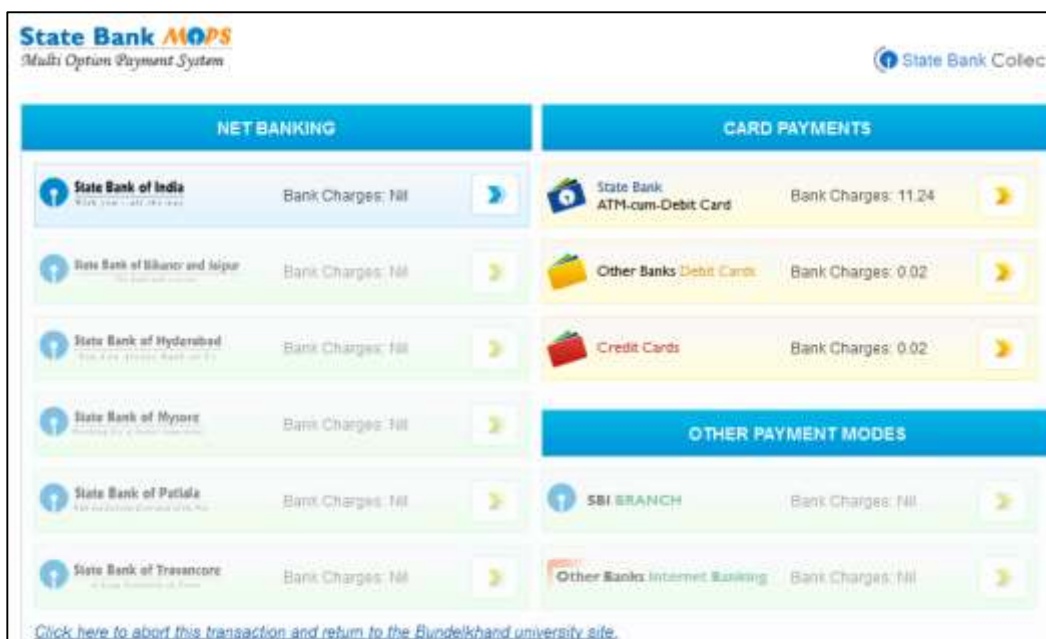 State Bank MOPS
Multi Option Payment System
State Bank Collec
NET BANKING
State Bank of India
Bank Charges: Nil
State Bank of Bikaner and Jaipur
Bank Charges: Nil
State Bank of Hyderabad
Bank Charges: Nil
State Bank of Mysore
Bank Charges: Nil
State Bank of Patiala
Bank Charges: Nil
State Bank of Travancore
Bank Charges: Nil
CARD PAYMENTS
State Bank
ATM-cum-Debit Card
Bank Charges: 11.24
Other Banks Debit Cards
Bank Charges: 0.02
Credit Cards
Bank Charges: 0.02
OTHER PAYMENT MODES
SBI BRANCH
Bank Charges: Nil
Other Banks Internet Banking
Bank Charges: Nil
Click here to abort this transaction and return to the Bundelkhand university site.